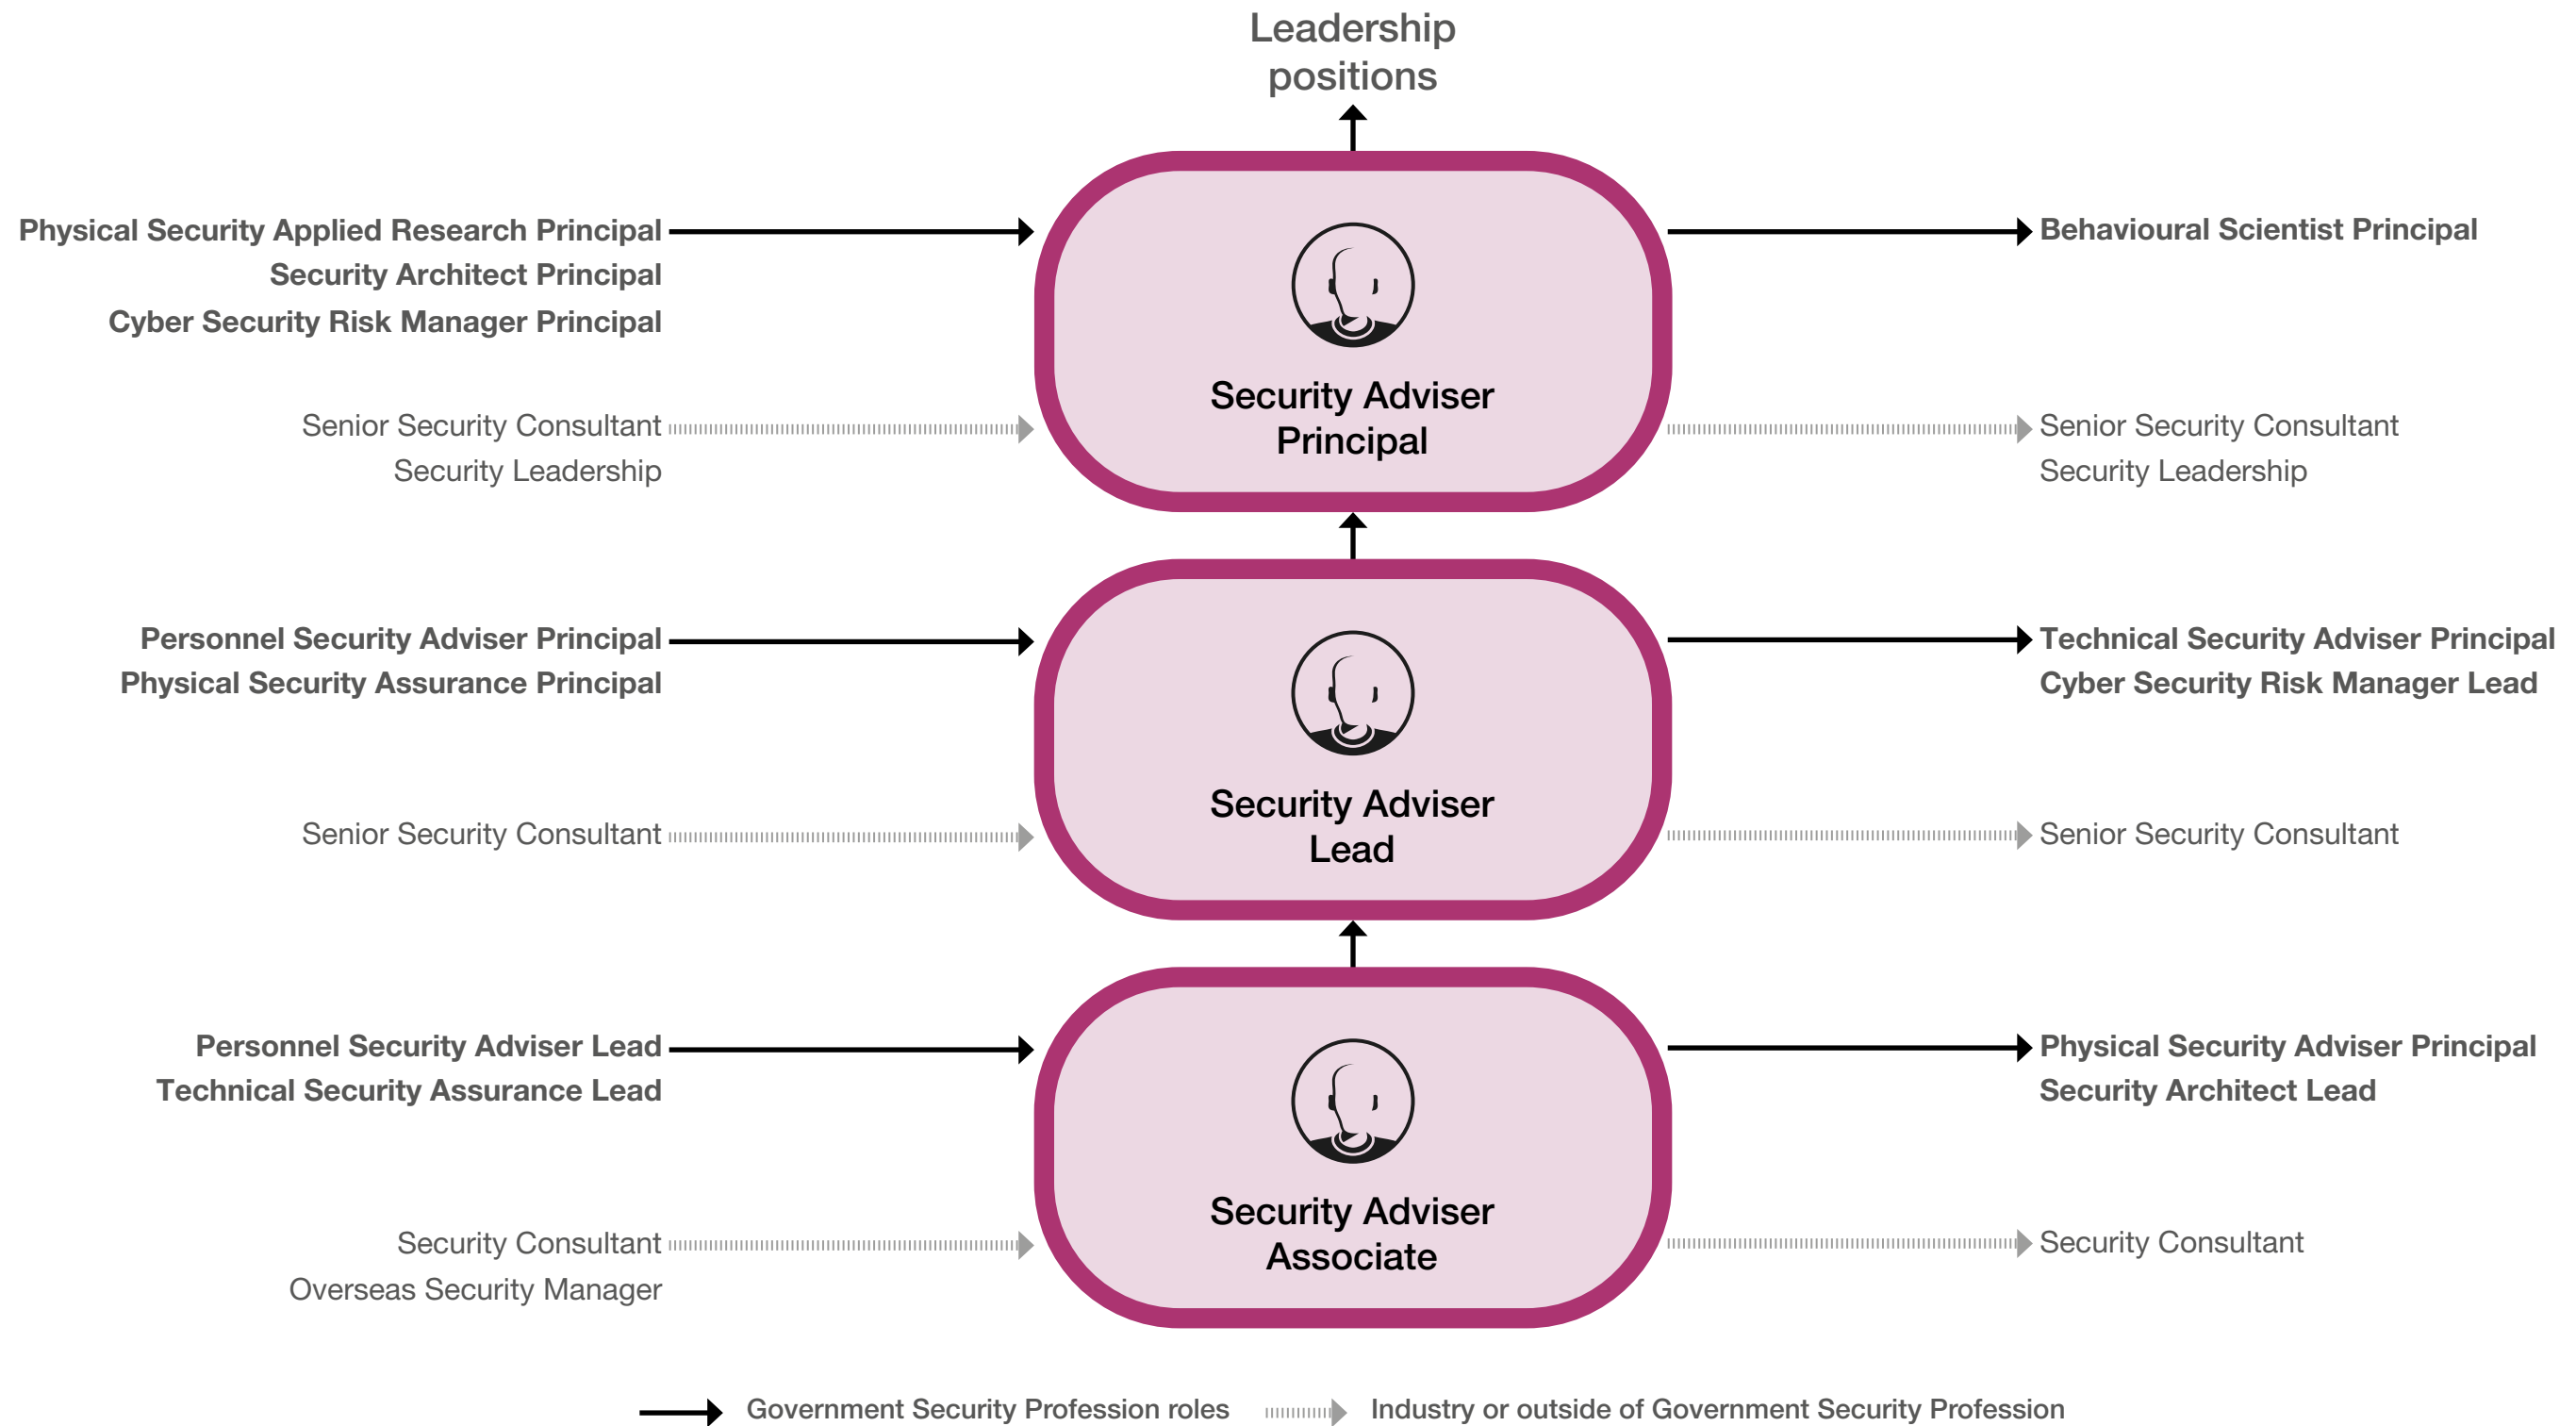 Leadership
positions
Physical Security Applied Research Principal
Security Architect Principal
Cyber Security Risk Manager Principal
Senior Security Consultant
Security Leadership
Security Adviser
Principal
Behavioural Scientist Principal
Senior Security Consultant
Security Leadership
Personnel Security Adviser Principal
Physical Security Assurance Principal
Senior Security Consultant
Security Adviser
Lead
Technical Security Adviser Principal
Cyber Security Risk Manager Lead
Senior Security Consultant
Personnel Security Adviser Lead
Technical Security Assurance Lead
Security Consultant
Overseas Security Manager
Security Adviser
Associate
Physical Security Adviser Principal
Security Architect Lead
Security Consultant
Government Security Profession roles
Industry or outside of Government Security Profession